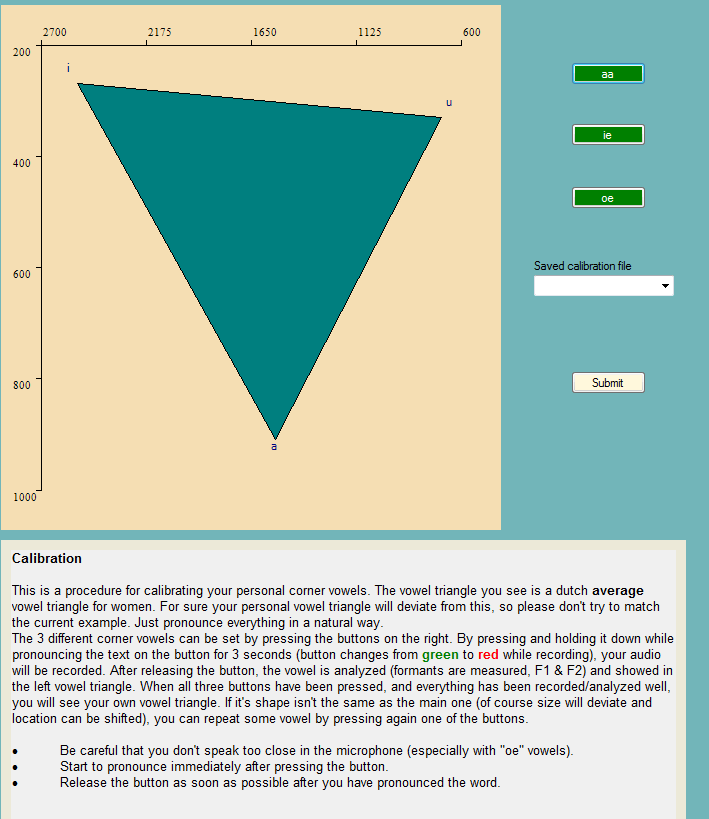 2700 2175 1650 1125 600
200
i
u
400
600
800
a
1000
aa
ie
oe
Saved calibration file
Submit
Calibration
This is a procedure for calibrating your personal corner vowels. The vowel triangle you see is a dutch average
vowel triangle for women. For sure your personal vowel triangle will deviate from this, so please don't try to match
the current example. Just pronounce everything in a natural way.
The 3 different corner vowels can be set by pressing the buttons on the right. By pressing and holding it down while
pronouncing the text on the button for 3 seconds (button changes from green to red while recording), your audio
will be recorded. After releasing the button, the vowel is analyzed (formants are measured, F1 & F2) and showed in
the left vowel triangle. When all three buttons have been pressed, and everything has been recorded/analyzed well,
you will see your own vowel triangle. If it's shape isn't the same as the main one (of course size will deviate and
location can be shifted), you can repeat some vowel by pressing again one of the buttons.
• Be careful that you don't speak too close in the microphone (especially with "oe" vowels).
• Start to pronounce immediately after pressing the button.
• Release the button as soon as possible after you have pronounced the word.